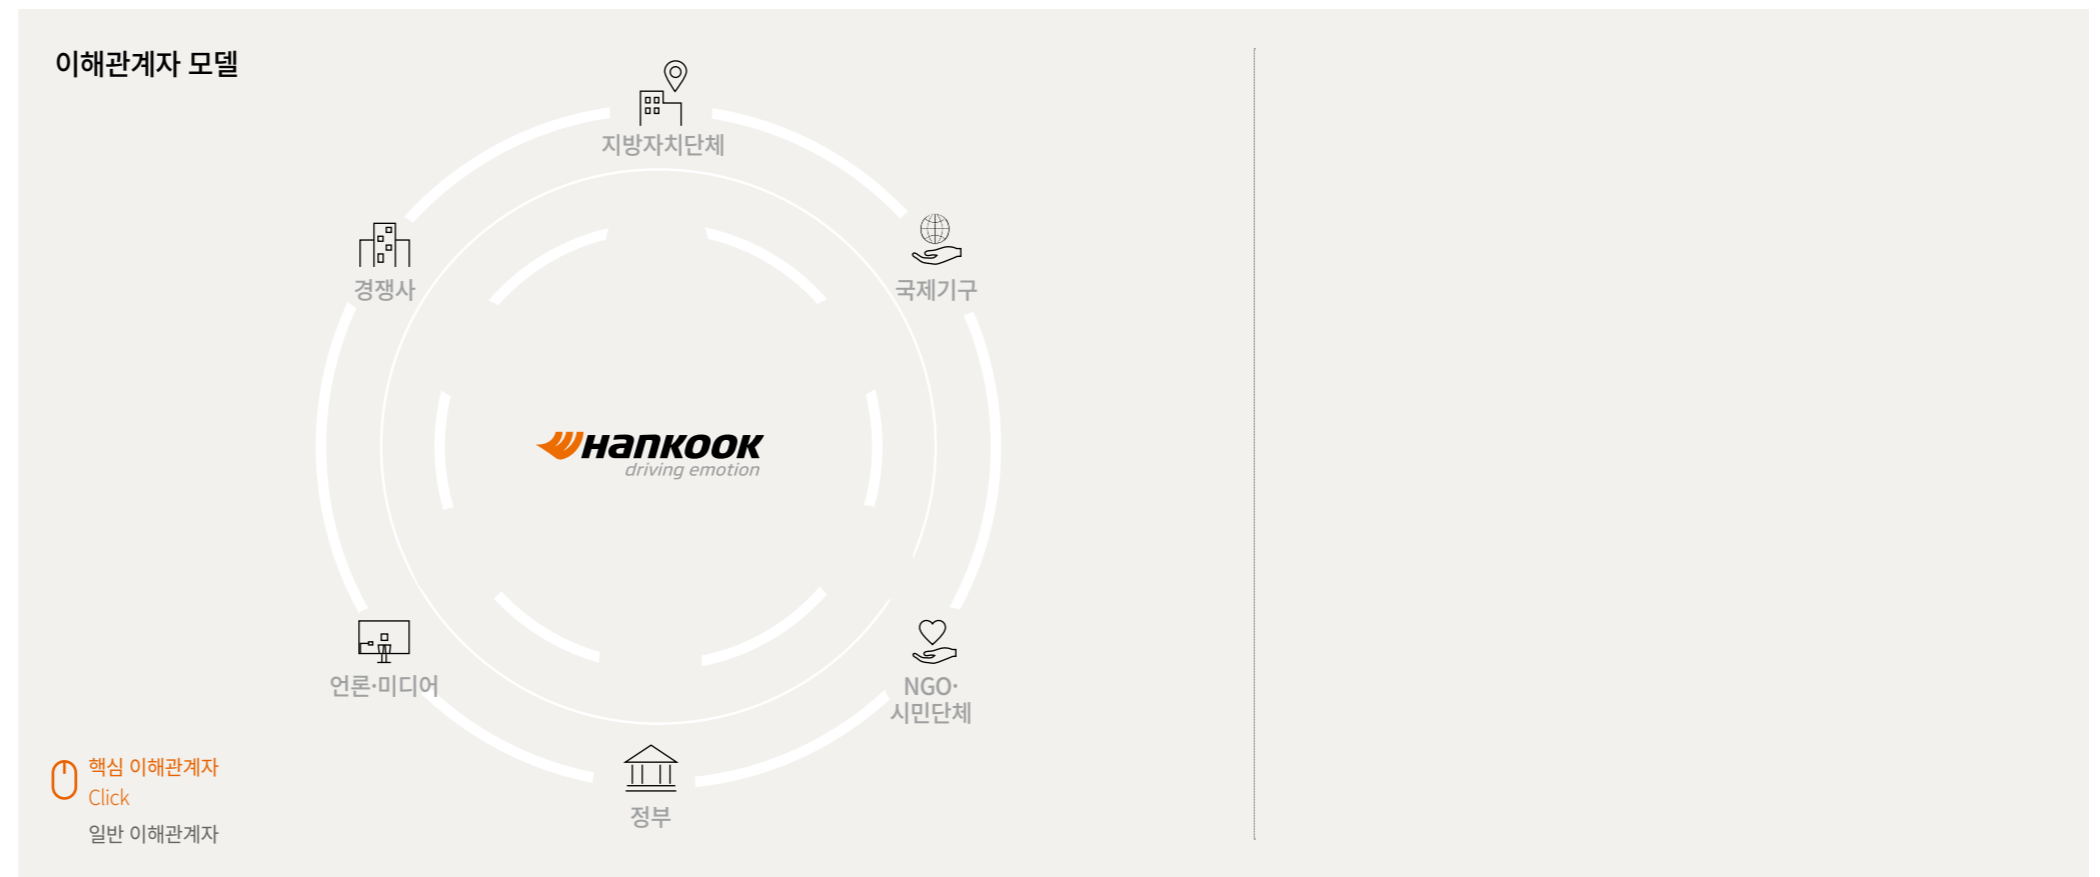 이해관계자 모델
지방자치단체
경쟁사
국제기구
Hankook
driving emotion
언론·미디어
NGO·
시민단체
정부
핵심 이해관계자
Click
일반 이해관계자